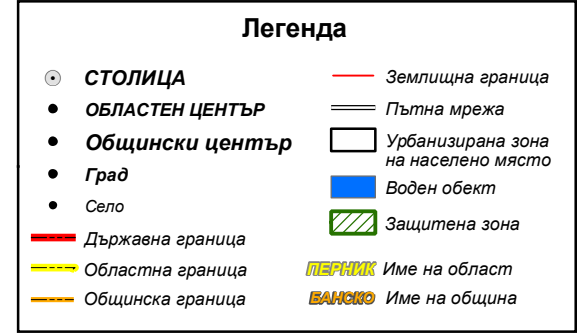 Легенда
СТОЛИЦА
ОБЛАСТЕН ЦЕНТЪР
Общински център
Град
Село
Държавна граница
Областна граница
Общинска граница
Землищна граница
Пътна мрежа
Урбанизирана зона
на населено място
Воден обект
Защитена зона
ПЕРНИК Име на област
БАНСКО Име на община